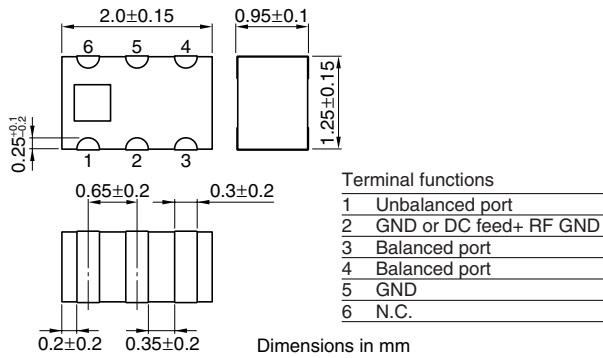 2.0±0.15
0.95±0.1
6 5 4
1.25±0.15
0.25+0.1-0.2
1 2 3
0.65±0.2
0.3±0.2
0.2±0.2
0.35±0.2
Terminal functions
1 Unbalanced port
2 GND or DC feed+ RF GND
3 Balanced port
4 Balanced port
5 GND
6 N.C.
Dimensions in mm